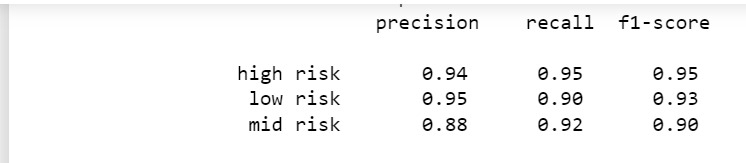 precision recall f1-score
high risk 0.94 0.95 0.95
low risk 0.95 0.90 0.93
mid risk 0.88 0.92 0.90